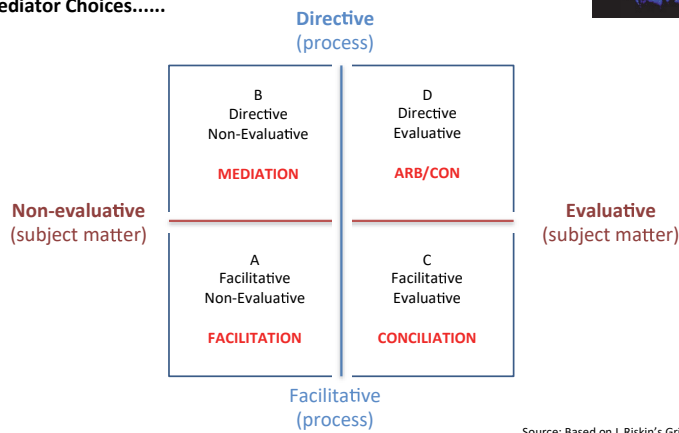 ediator Choices......
Directive
(process)
B
Directive
Non-Evaluative
MEDIATION
D
Directive
Evaluative
ARB/CON
Non-evaluative
(subject matter)
Evaluative
(subject matter)
A
Facilitative
Non-Evaluative
FACILITATION
C
Facilitative
Evaluative
CONCILIATION
Facilitative
(process)
Source: Based on L Riskin's Gri